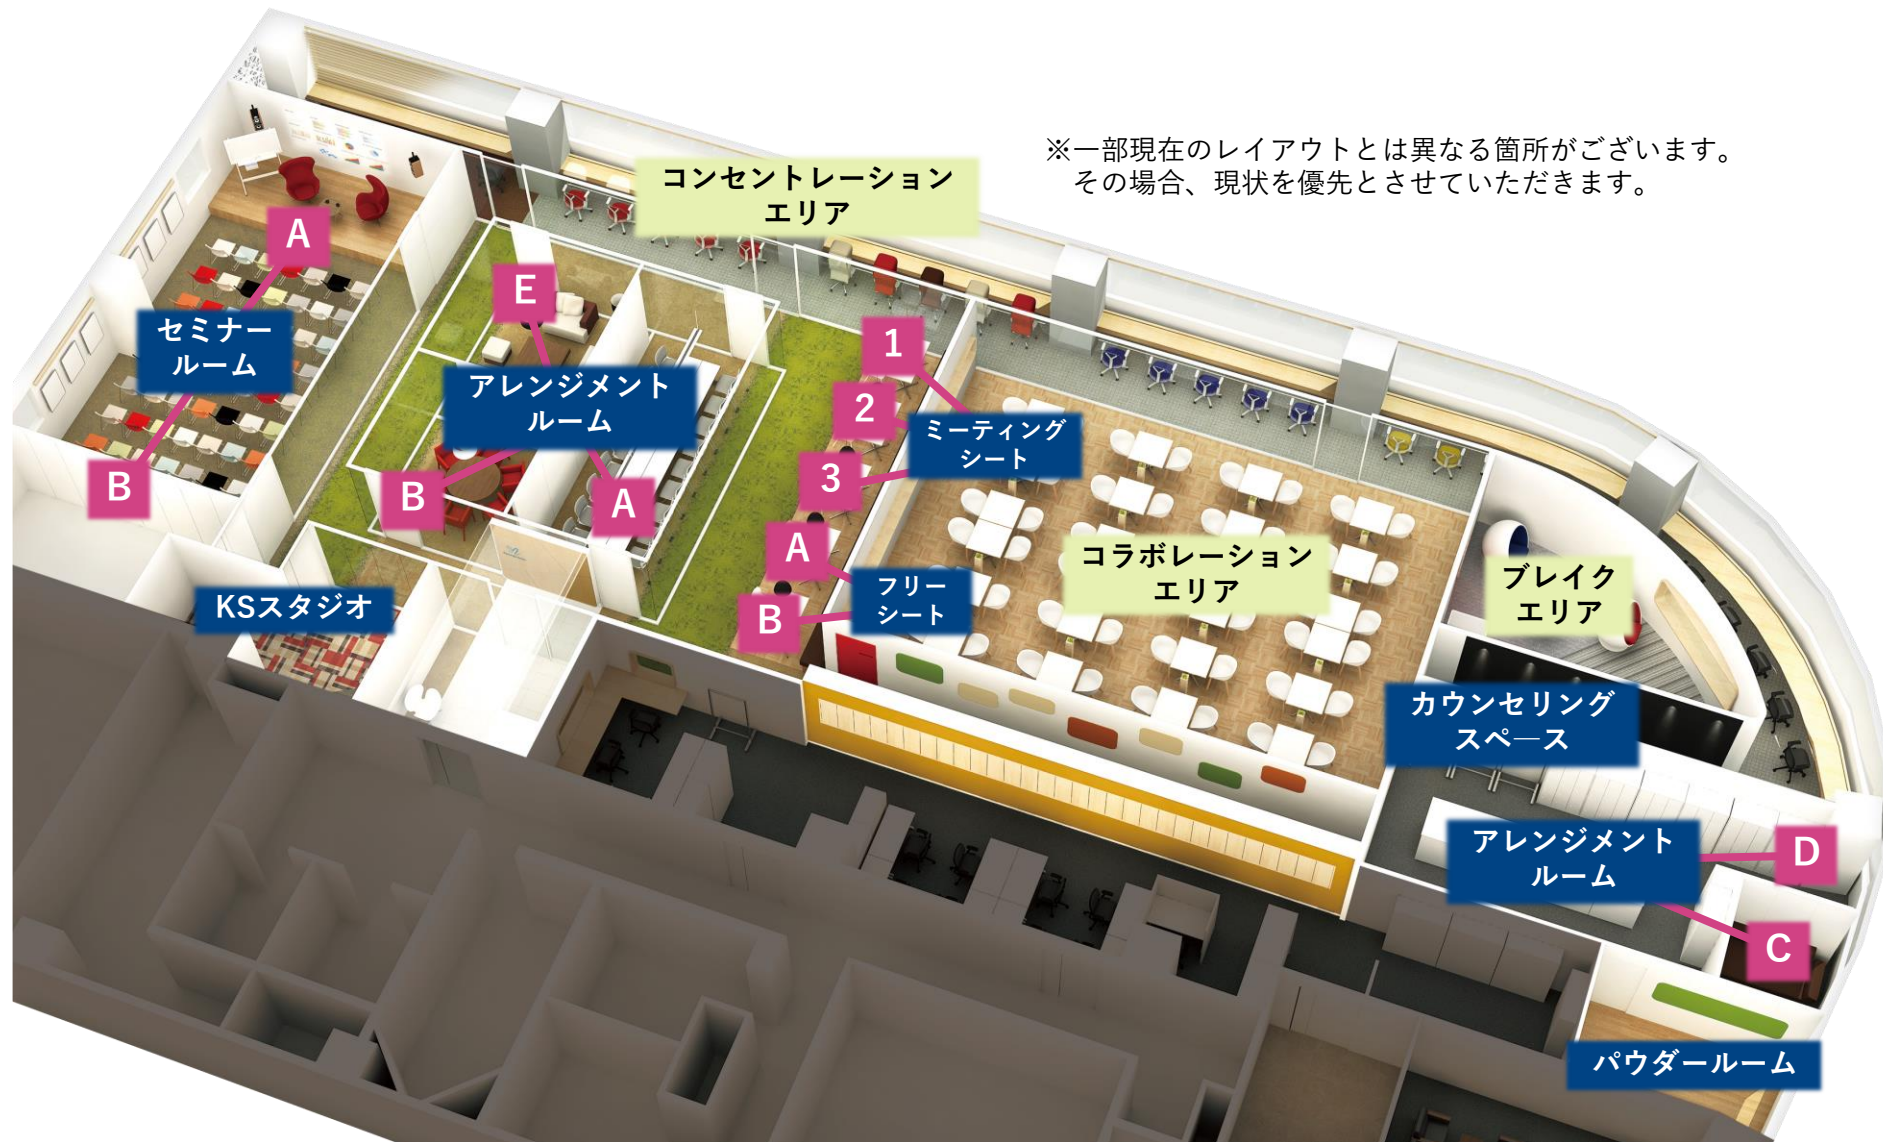 ※一部現在のレイアウトとは異なる箇所がございます。
その場合、現状を優先とさせていただきます。
コンセントレーション
エリア
A
セミナー
ルーム
B
E
アレンジメント
ルーム
B
A
1
2
3
ミーティング
シート
A
B
フリー
シート
コラボレーション
エリア
ブレイク
エリア
KSスタジオ
カウンセリング
スペース
アレンジメント
ルーム
D
C
パウダールーム